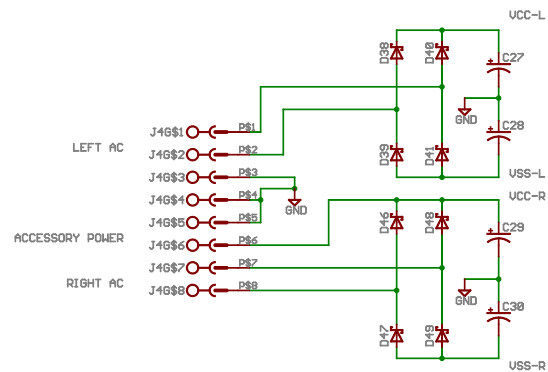 VCC-L
D38
D40
C27
GND
C28
J4G$1
P$1
LEFT AC
J4G$2
P$2
D39
D41
J4G$3
P$3
VSS-L
J4G$4
P$4
VCC-R
GND
J4G$5
P$5
D46
D48
C29
ACCESSORY POWER
J4G$6
P$6
J4G$7
P$7
RIGHT AC
J4G$8
P$8
GND
C30
D47
D49
VSS-R